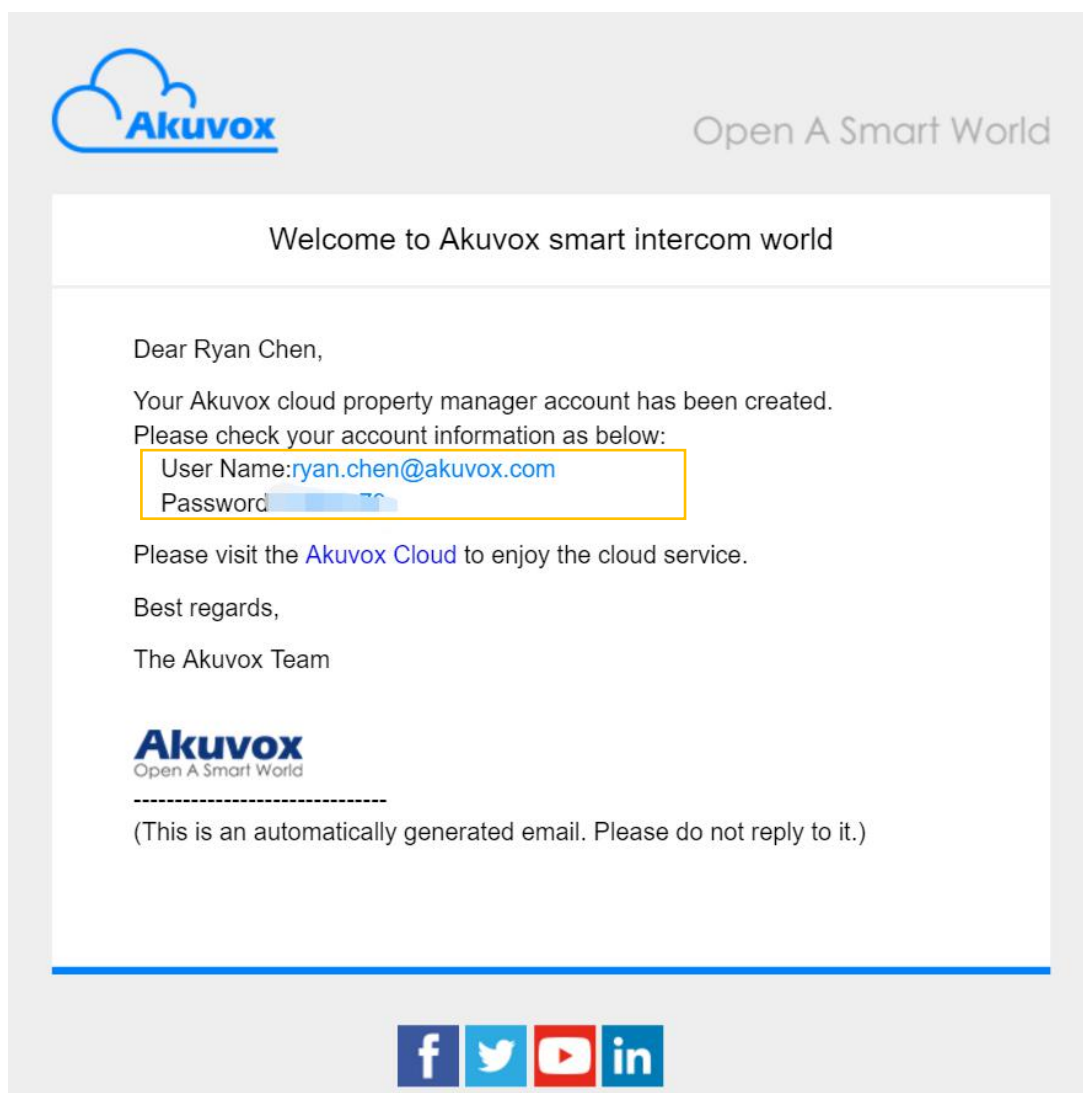 Akuvox
Open A Smart World
Welcome to Akuvox smart intercom world
Dear Ryan Chen,
Your Akuvox cloud property manager account has been created.
Please check your account information as below:
User Name:ryan.chen@akuvox.com
Password
Please visit the Akuvox Cloud to enjoy the cloud service.
Best regards,
The Akuvox Team
Akuvox
Open A Smart World
-------------------------------
(This is an automatically generated email. Please do not reply to it.)
f in